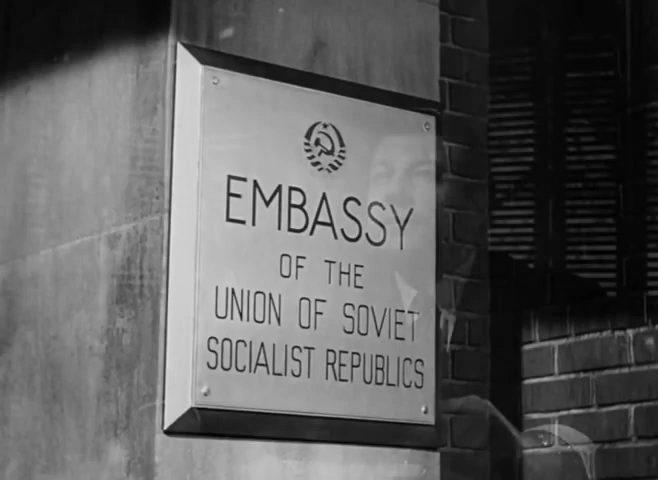 EMBASSY
OF THE
UNION OF SOVIET
SOCIALIST REPUBLICS